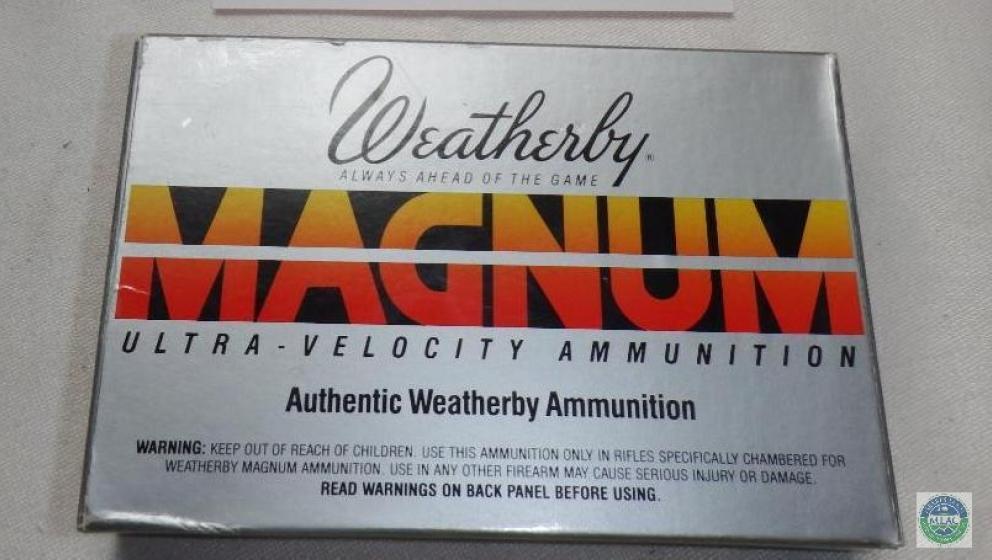 Weatherby®
ALWAYS AHEAD OF THE GAME
MAGNUM
ULTRA-VELOCITY AMMUNITION
Authentic Weatherby Ammunition
WARNING: KEEP OUT OF REACH OF CHILDREN. USE THIS AMMUNITION ONLY IN RIFLES SPECIFICALLY CHAMBERED FOR
WEATHERBY MAGNUM AMMUNITION. USE IN ANY OTHER FIREARM MAY CAUSE SERIOUS INJURY OR DAMAGE.
READ WARNINGS ON BACK PANEL BEFORE USING.
MLAC